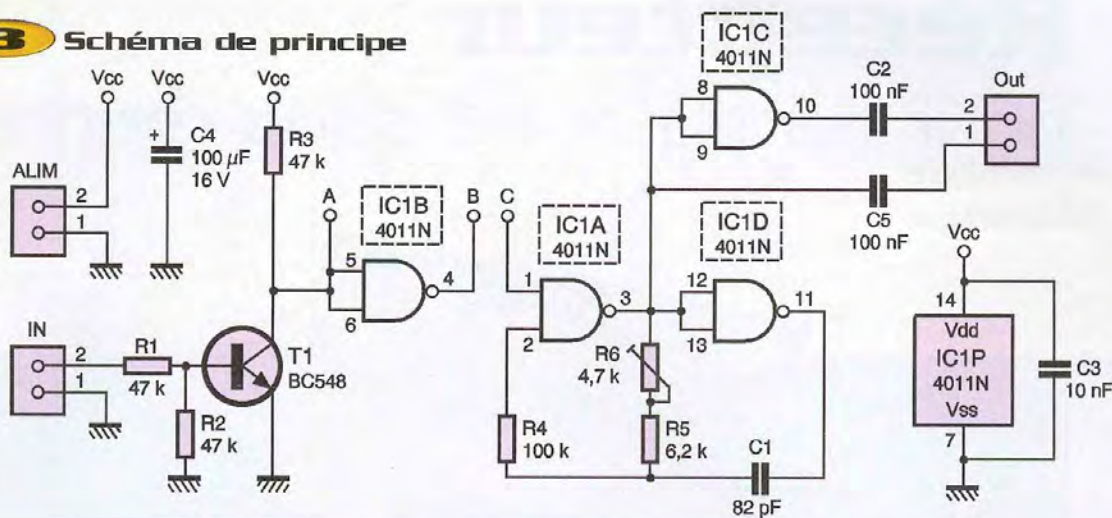 3 Schéma de principe
Vcc
Vcc
Vcc
C4
+
100 µF
16 V
R3
47 k
ALIM
2
1
A
IC1B
4011N
5
6
4
B
C
IC1A
4011N
1
2
3
IC1C
4011N
8
9
10
C2
100 nF
Out
2
1
C5
100 nF
IC1D
4011N
12
13
11
Vcc
14
Vdd
IC1P
4011N
Vss
7
C3
10 nF
IN
2
1
R1
47 k
R2
47 k
T1
BC548
R4
100 k
R6
4,7 k
R5
6,2 k
C1
82 pF